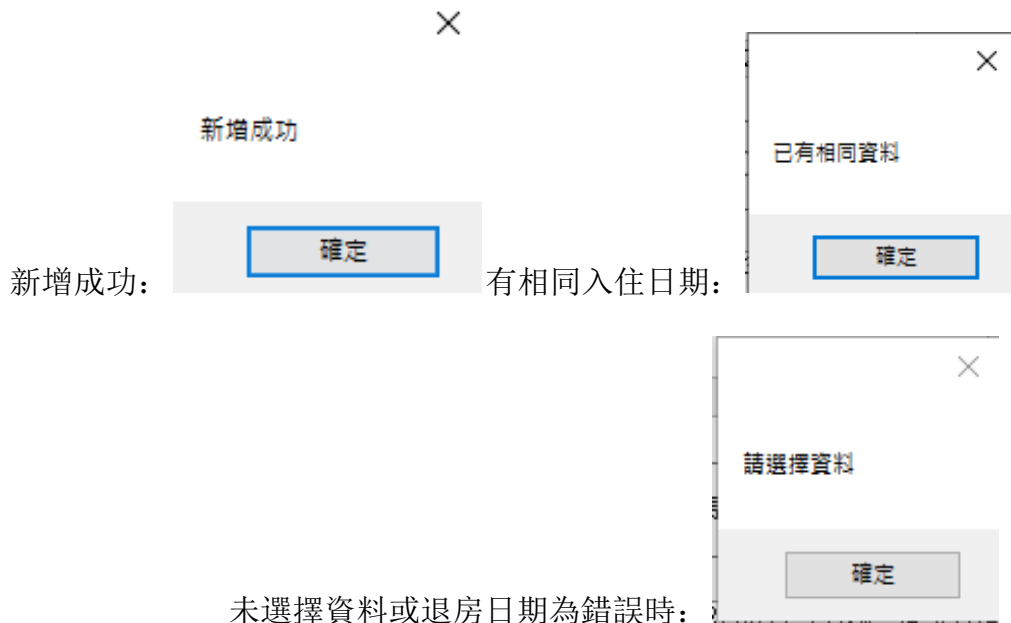 新增成功
確定
新增成功：
已有相同資料
確定
有相同入住日期：
請選擇資料
確定
未選擇資料或退房日期為錯誤時：